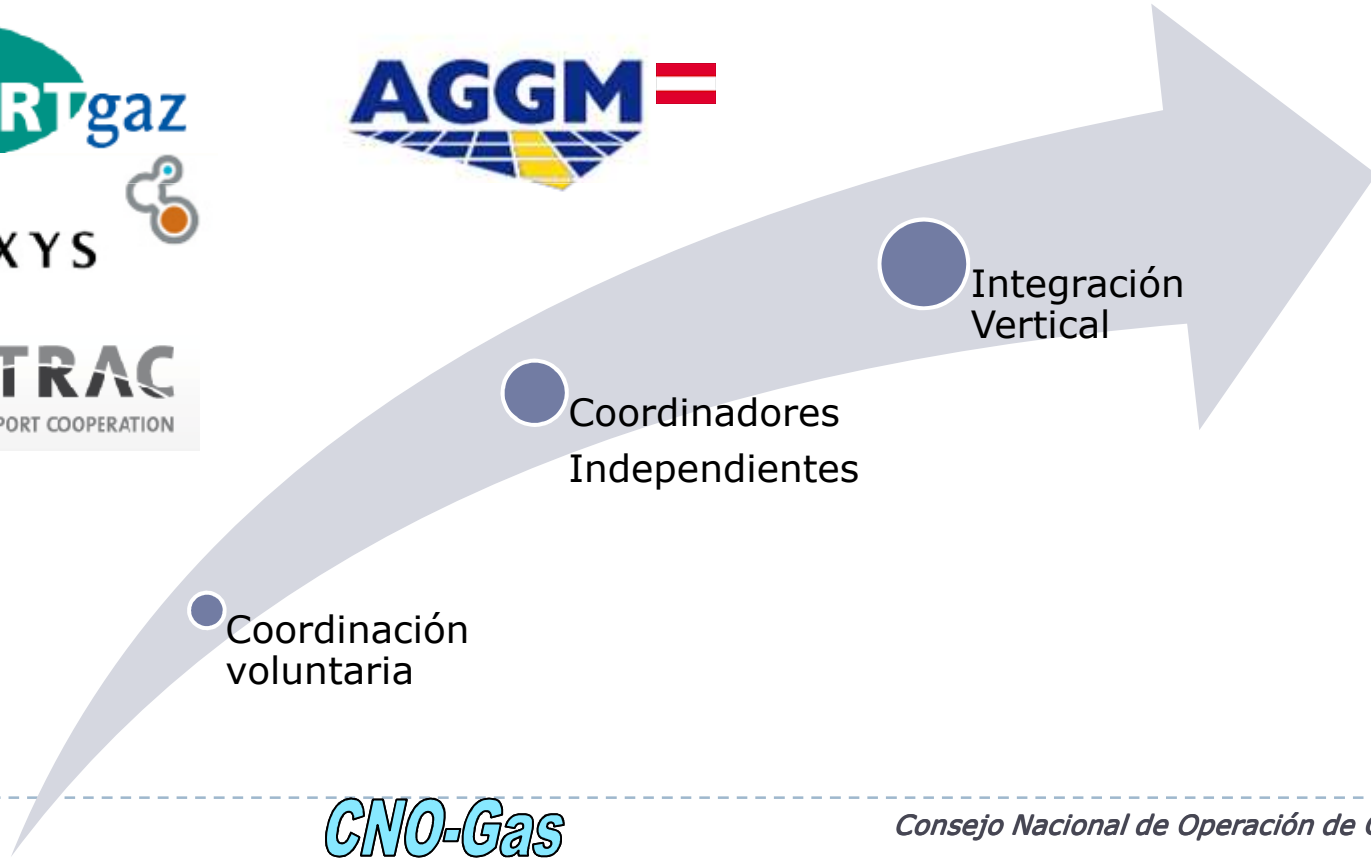 RTgaz
AGGM
XYS
TRAC
PORT COOPERATION
Integración
Vertical
Coordinadores
Independientes
Coordinación
voluntaria
CNO-Gas
Consejo Nacional de Operación de